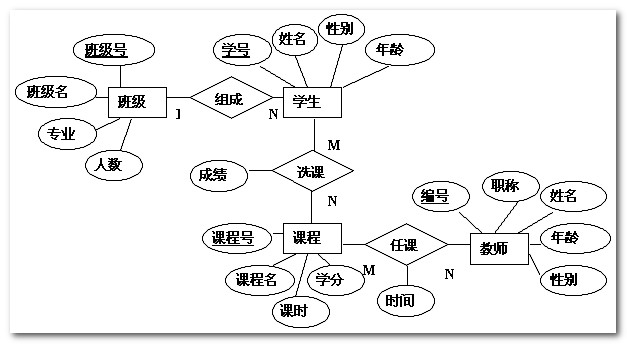 班级号
班级名
专业
人数
班级
1
组成
N
学号
姓名
性别
年龄
学生
M
成绩
选课
N
课程号
课程名
课时
学分
课程
M
任课
时间
N
编号
职称
姓名
年龄
性别
教师